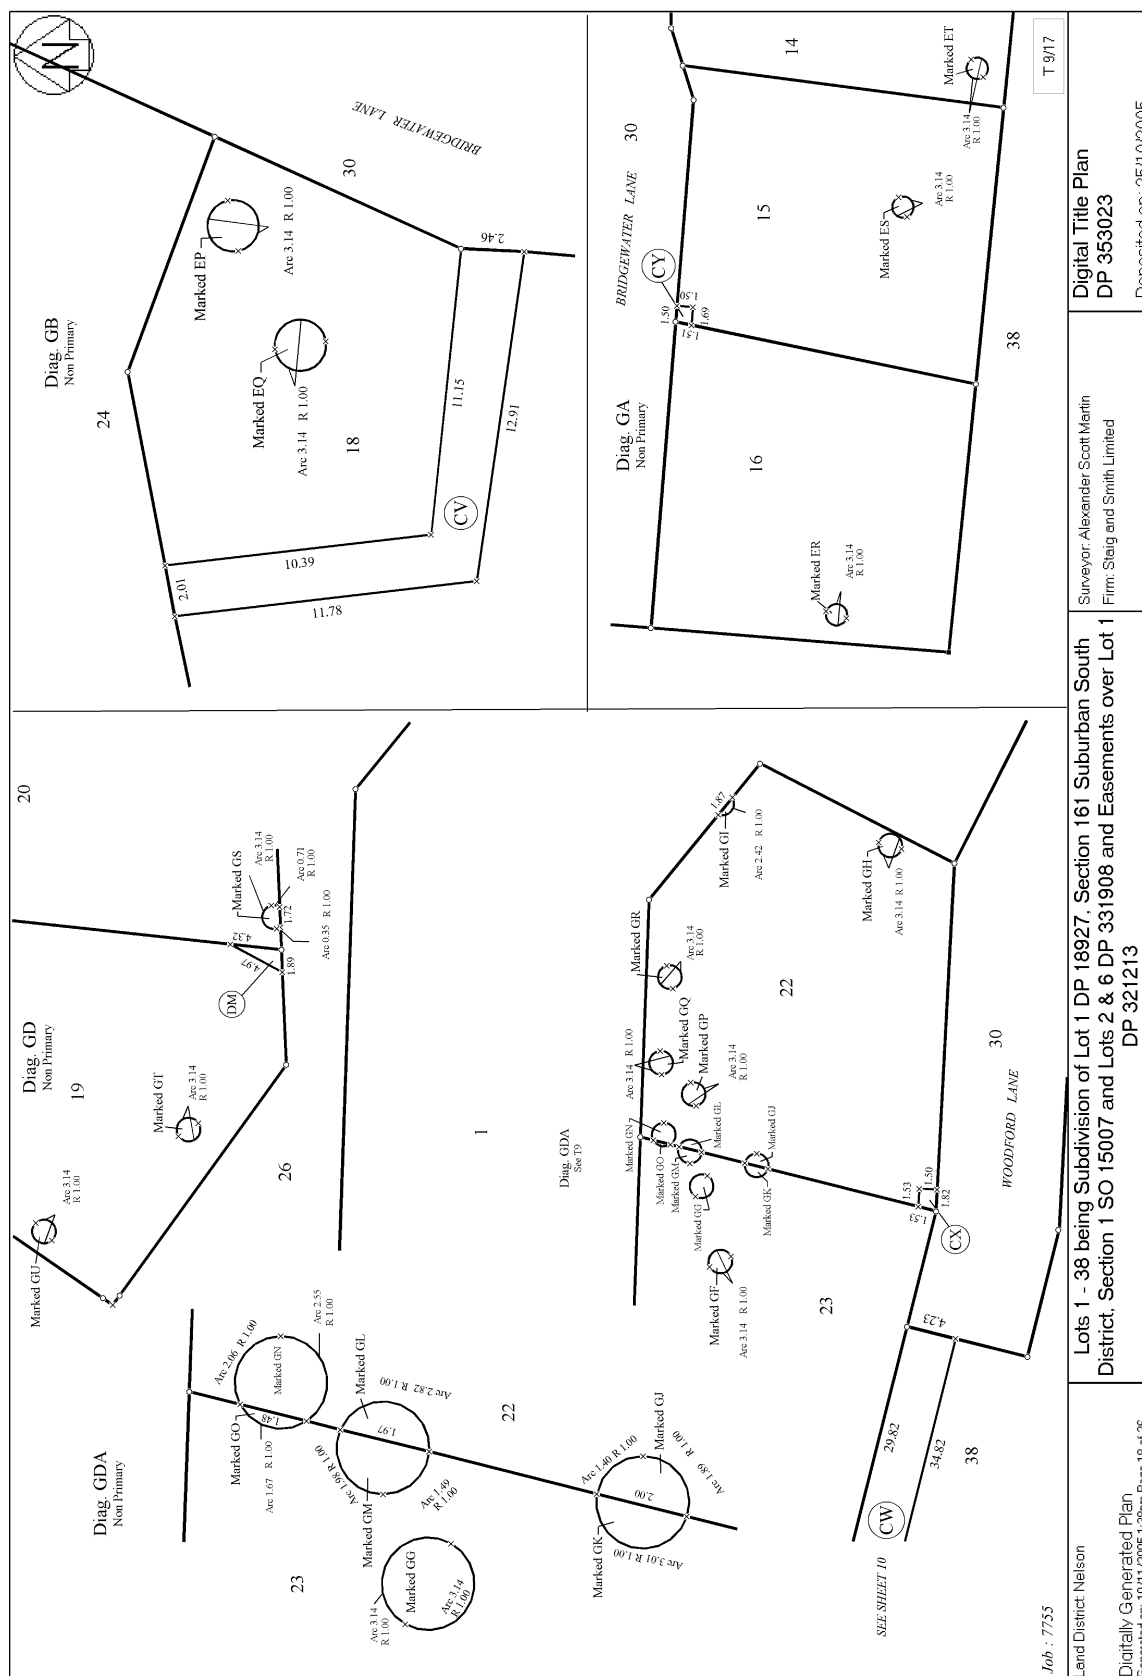 N
BRIDGEWATER LANE
30
24
Diag. GB
Non Primary
Marked EP
Arc 3.14 R 1.00
Marked EQ
Arc 3.14 R 1.00
18
2.46
11.15
12.91
CV
10.39
2.01
11.78
BRIDGEWATER LANE
30
14
15
16
38
Diag. GA
Non Primary
CY
1.50
1.50
1.51
1.69
Marked ET
Arc 3.14
R 1.00
Marked ES
Arc 3.14
R 1.00
Marked ER
Arc 3.14
R 1.00
T 9/17
20
Diag. GD
Non Primary
19
Marked GS
Arc 3.14
R 1.00
Arc 0.71
R 1.00
1.72
Arc 0.35 R 1.00
4.32
4.97
1.89
DM
Marked GT
Arc 3.14
R 1.00
Marked GU
Arc 3.14
R 1.00
26
1
Diag. GDA
See T9
Marked GR
Arc 3.14
R 1.00
Marked GI
1.87
Arc 2.42 R 1.00
Marked GH
Arc 3.14 R 1.00
Marked GQ
Arc 3.14 R 1.00
Marked GP
Arc 3.14
R 1.00
Marked GN
Marked GO
Marked GM
Marked GL
Marked GG
Marked GK
Marked GJ
Marked GF
Arc 3.14 R 1.00
22
23
30
WOODFORD LANE
1.53
1.50
1.53
1.82
CX
4.23
29.82
34.82
38
CW
SEE SHEET 10
Diag. GDA
Non Primary
Arc 2.06 R 1.00
Arc 2.55
R 1.00
Marked GN
Marked GO
1.48
Arc 1.67 R 1.00
Marked GL
Arc 2.82 R 1.00
1.97
Arc 1.98 R 1.00
Marked GM
Arc 1.49
R 1.00
22
23
Marked GG
Arc 3.14
R 1.00
Arc 3.14
R 1.00
Marked GJ
Arc 1.40 R 1.00
Arc 1.89 R 1.00
2.00
Marked GK
Arc 3.01 R 1.00
Job : 7755
Land District: Nelson
Digitally Generated Plan
Generated on: 10/11/2005 1:39pm Page 19 of 26
Lots 1 - 38 being Subdivision of Lot 1 DP 18927, Section 161 Suburban South
District, Section 1 SO 15007 and Lots 2 & 6 DP 331908 and Easements over Lot 1
DP 321213
Surveyor: Alexander Scott Martin
Firm: Staig and Smith Limited
Digital Title Plan
DP 353023
Deposited on: 25/10/2005